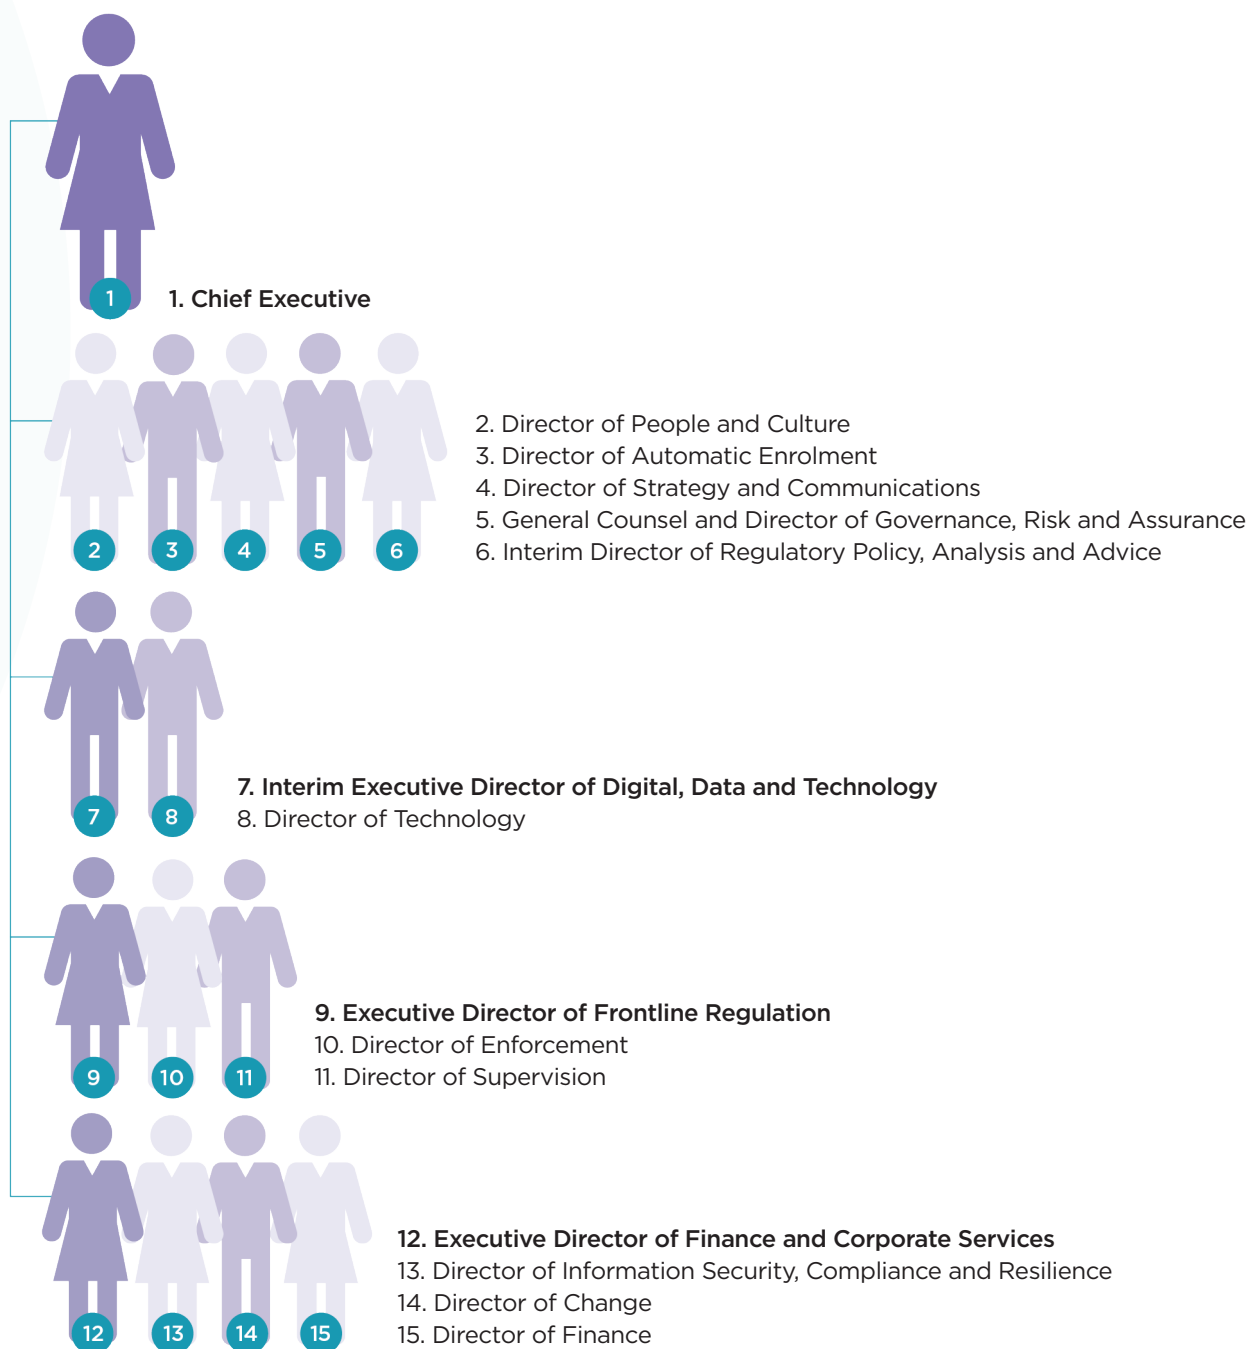 1
1. Chief Executive
2. Director of People and Culture
3. Director of Automatic Enrolment
4. Director of Strategy and Communications
5. General Counsel and Director of Governance, Risk and Assurance
6. Interim Director of Regulatory Policy, Analysis and Advice
2 3 4 5 6
7. Interim Executive Director of Digital, Data and Technology
8. Director of Technology
7 8
9. Executive Director of Frontline Regulation
10. Director of Enforcement
11. Director of Supervision
9 10 11
12. Executive Director of Finance and Corporate Services
13. Director of Information Security, Compliance and Resilience
14. Director of Change
15. Director of Finance
12 13 14 15